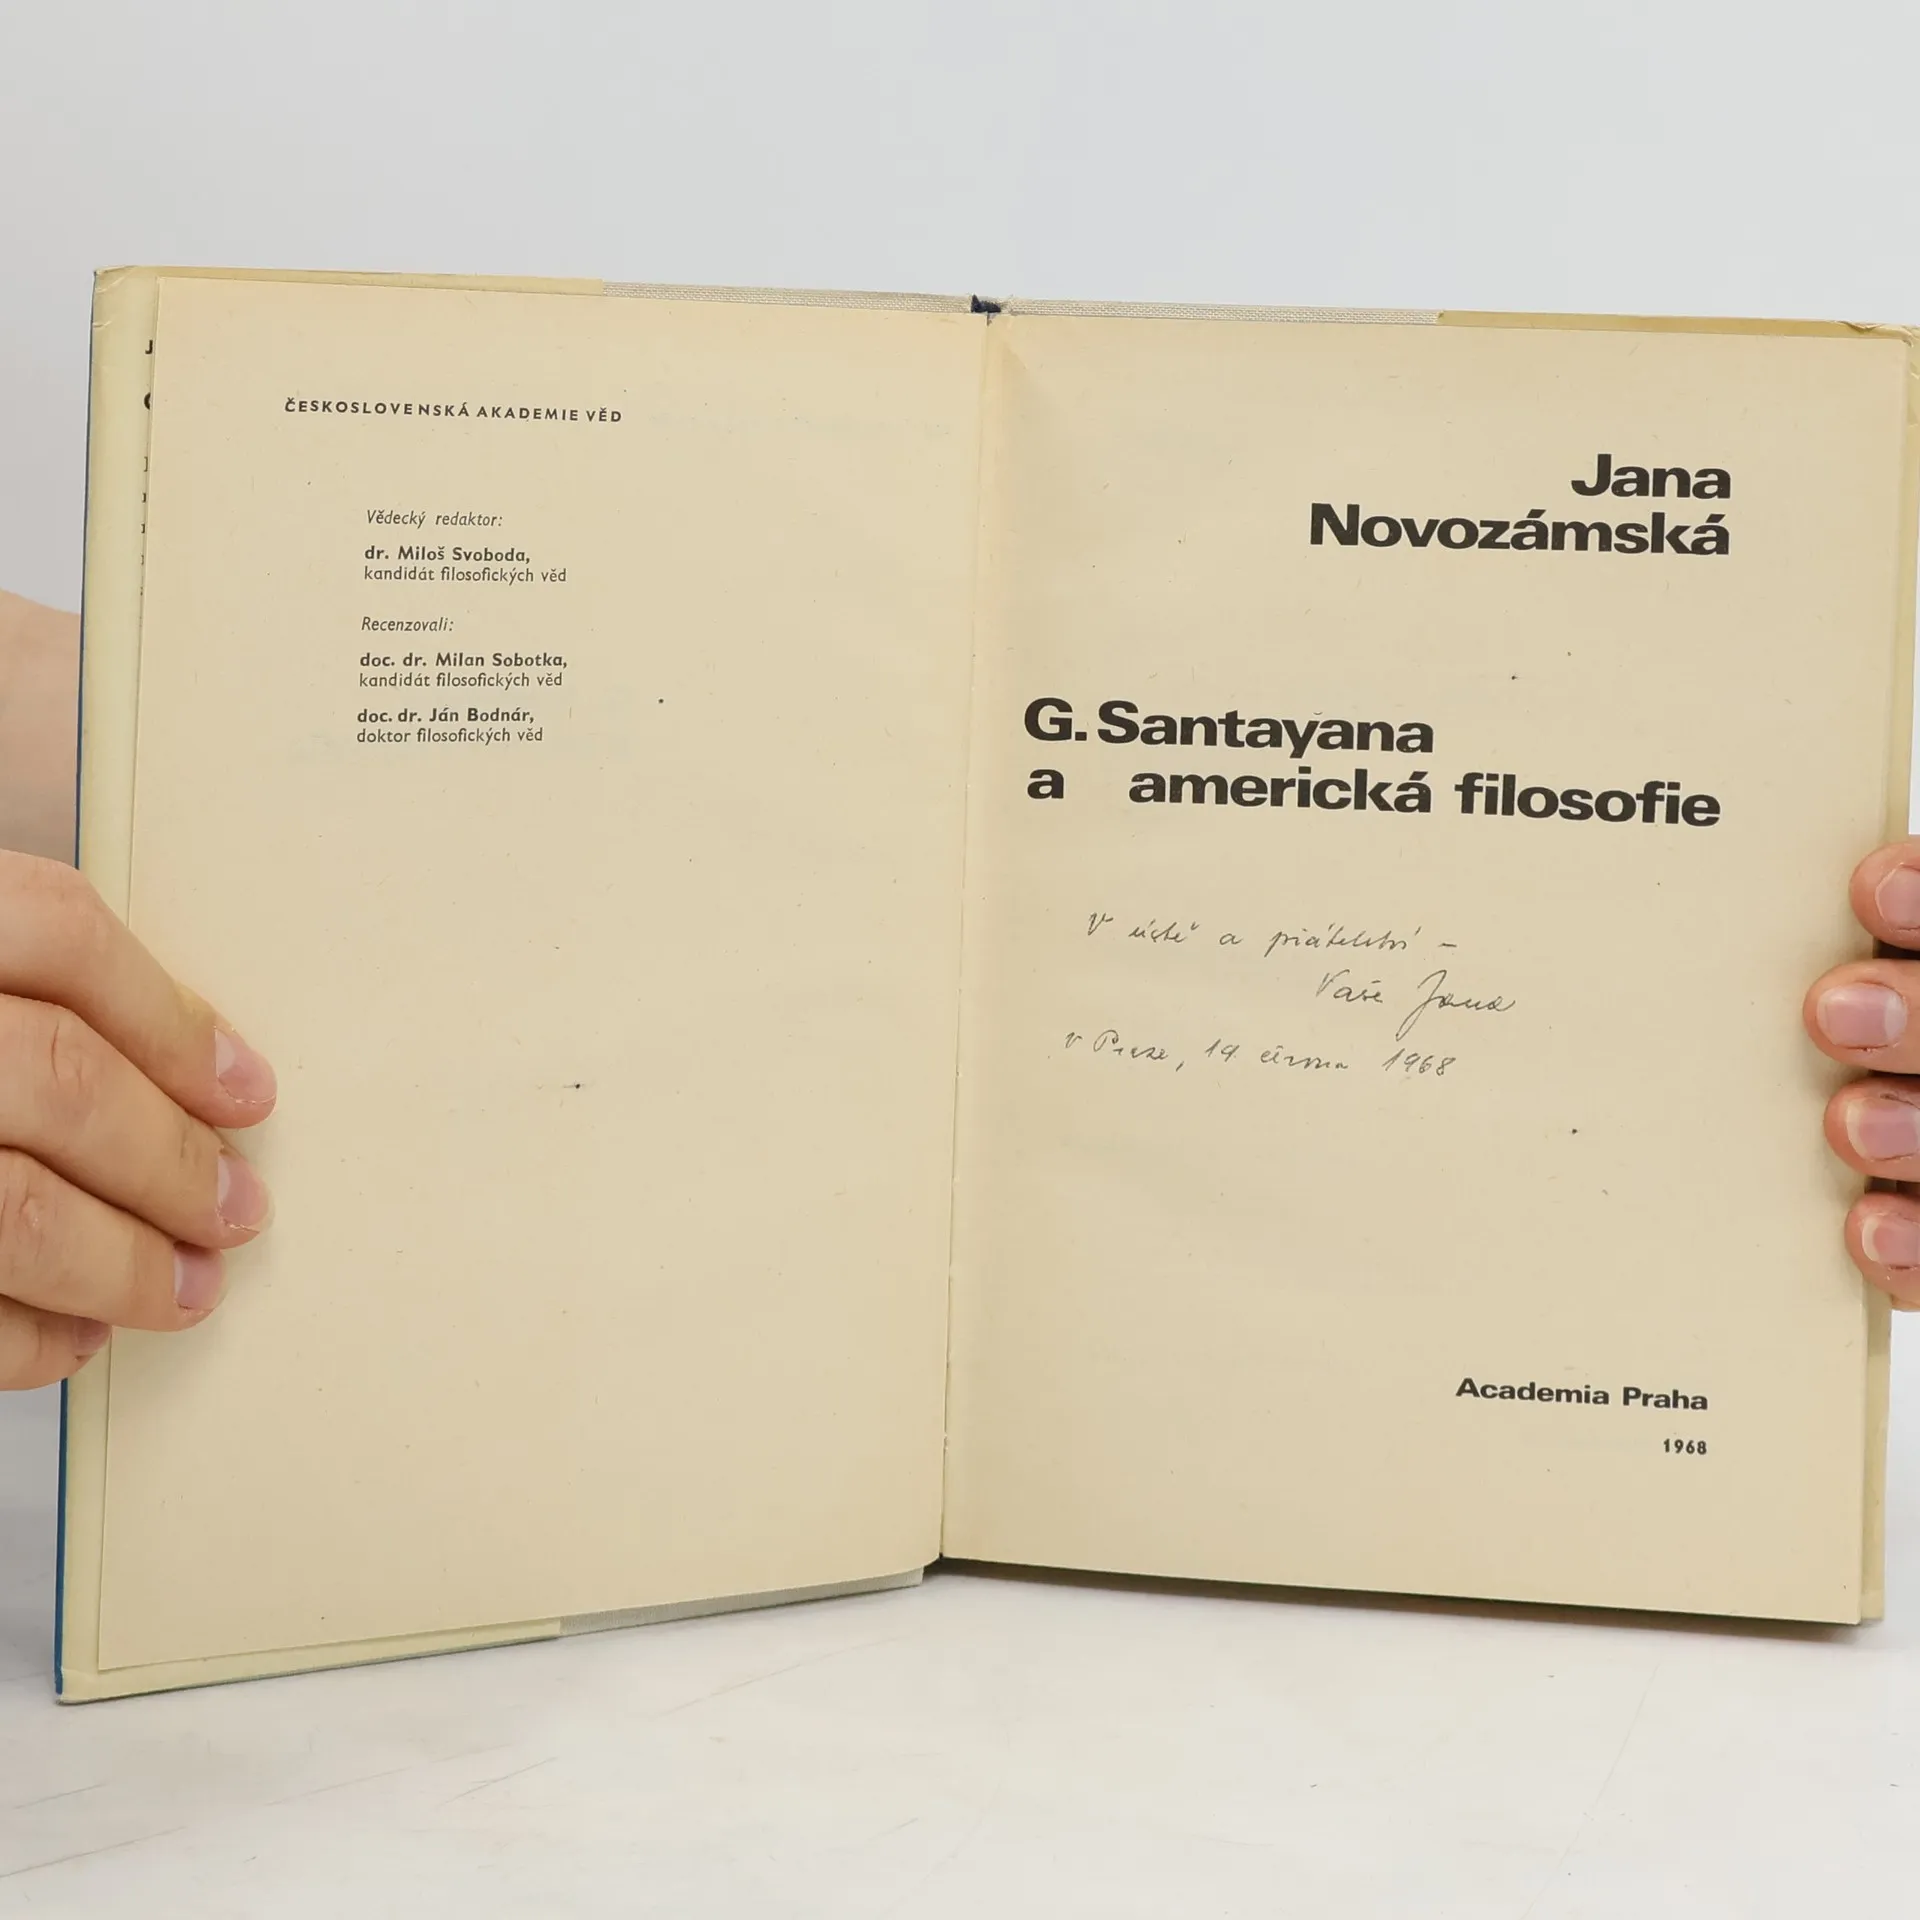 ČESKOSLOVENSKÁ AKADEMIE VĚD
Vědecký redaktor:
dr. Miloš Svoboda,
kandidát filosofických věd
Recenzovali:
doc. dr. Milan Sobotka,
kandidát filosofických věd
doc. dr. Ján Bodnár,
doktor filosofických věd
Jana
Novozámská
G. Santayana
a americká filosofie
V úctě a přátelství –
Vaše Jana
v Praze, 19. června 1968
Academia Praha
1968